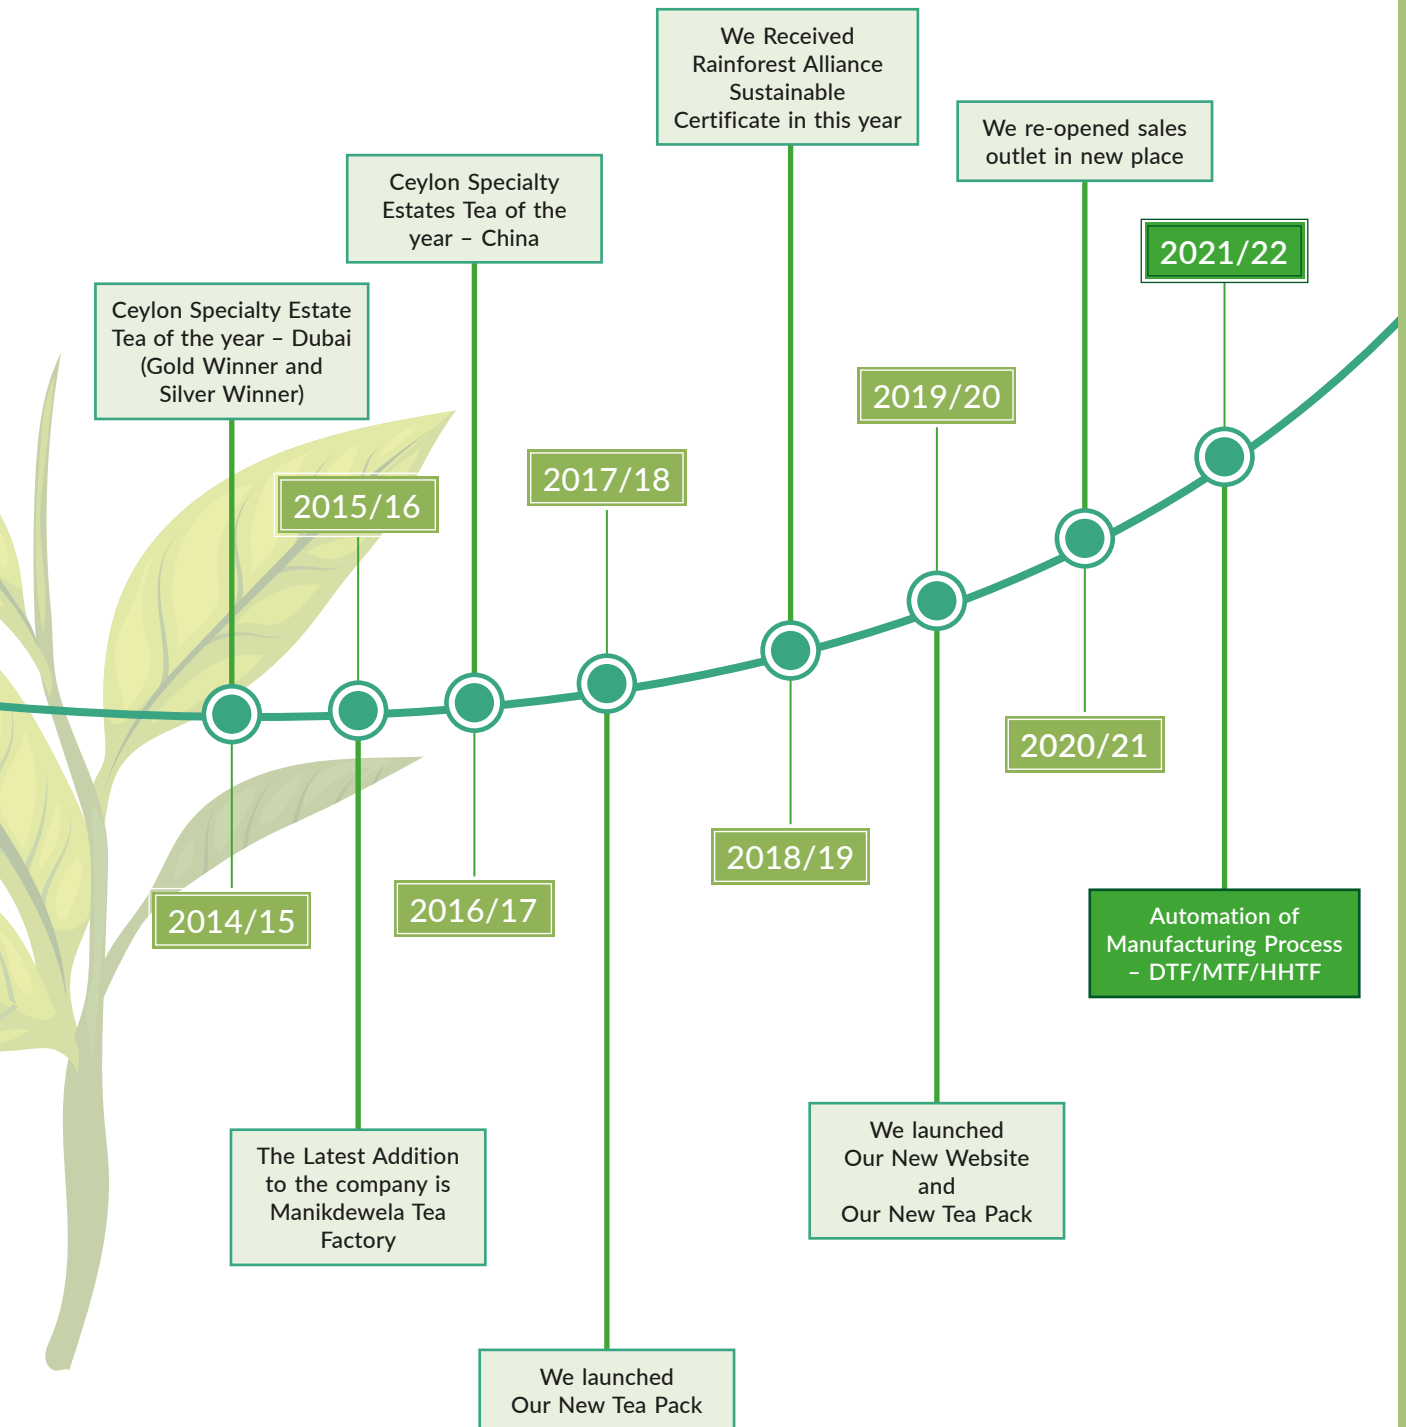 We Received
Rainforest Alliance
Sustainable
Certificate in this year
We re-opened sales
outlet in new place
Ceylon Specialty
Estates Tea of the
year – China
2021/22
Ceylon Specialty Estate
Tea of the year – Dubai
(Gold Winner and
Silver Winner)
2019/20
2017/18
2015/16
2020/21
2018/19
2016/17
2014/15
Automation of
Manufacturing Process
– DTF/MTF/HHTF
We launched
Our New Website
and
Our New Tea Pack
The Latest Addition
to the company is
Manikdewela Tea
Factory
We launched
Our New Tea Pack